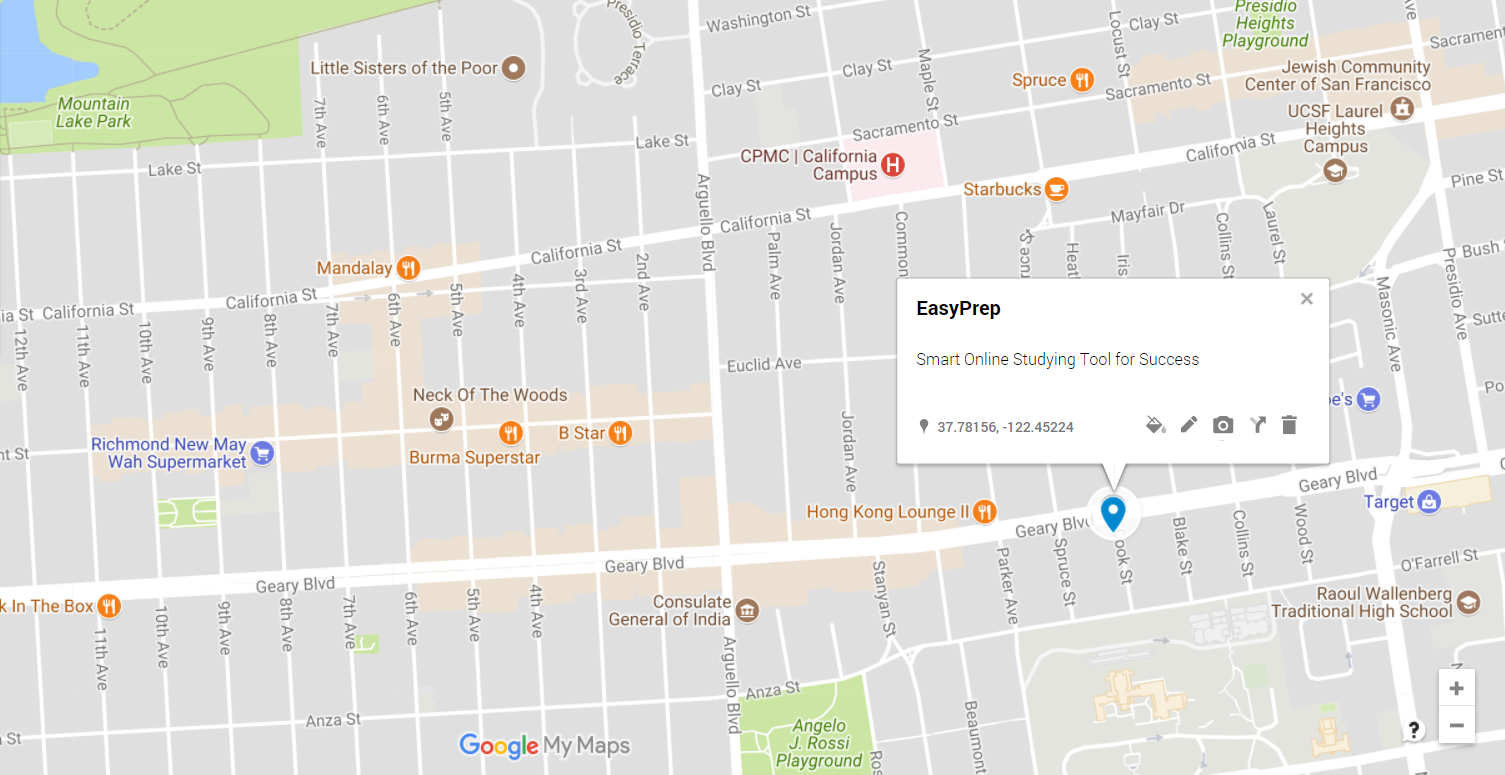 Washington St
Clay St
Presidio
Heights
Playground
Presidio Terrace
Locust St
Sacramento
Little Sisters of the Poor
Clay St
Clay St
Maple St
Spruce
Sacramento St
Jewish Community
Center of San Francisco
Mountain
Lake Park
7th Ave
6th Ave
5th Ave
UCSF Laurel
Heights
Campus
Lake St
Sacramento St
California St
Lake St
CPMC | California
Campus
Starbucks
Pine St
Arguello Blvd
California St
Common
Mayfair Dr
Collins St
Laurel St
California St
Palm Ave
Jordan Ave
Iris
Bush
Presidio Ave
Mandalay
2nd Ave
3rd Ave
4th Ave
5th Ave
6th Ave
7th Ave
California St
California St
Masonic Ave
8th Ave
9th Ave
10th Ave
11th Ave
12th Ave
EasyPrep
Smart Online Studying Tool for Success
37.78156, -122.45224
Euclid Ave
Neck Of The Woods
Jordan Ave
B Star
Richmond New May
Wah Supermarket
Burma Superstar
Geary Blvd
Target
Hong Kong Lounge II
Geary Blvd
Blake St
Collins St
Wood St
O'Farrell St
Geary Blvd
Geary Blvd
Spruce St
Parker Ave
Stanyan St
In The Box
Consulate
General of India
Raoul Wallenberg
Traditional High School
11th Ave
10th Ave
9th Ave
8th Ave
7th Ave
6th Ave
5th Ave
4th Ave
Arguello Blvd
Anza St
Anza St
Angelo
J. Rossi
Playground
Beaumont
Google My Maps
+
−
?